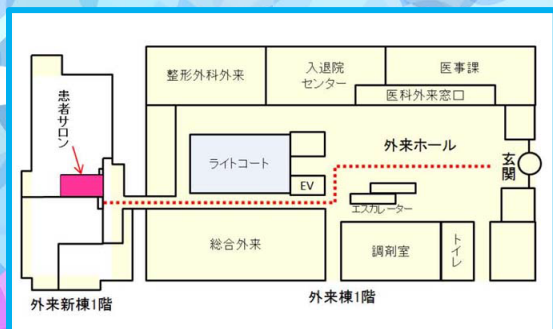 整形外科外来
入退院
センター
医事課
医科外来窓口
患者サロン
ライトコート
外来ホール
玄関
EV
エスカレーター
総合外来
調剤室
トイレ
外来新棟1階
外来棟1階